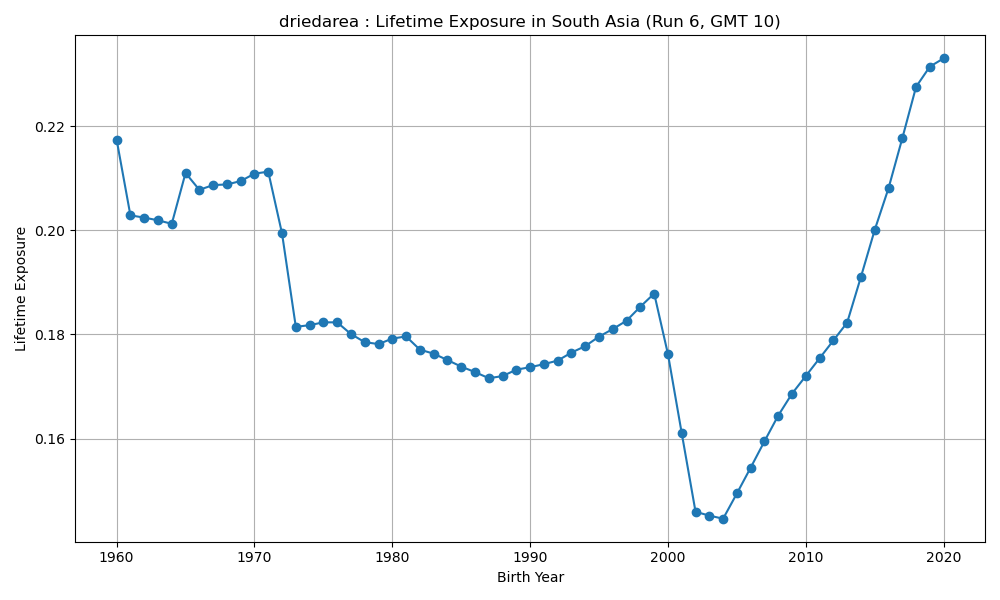 driedarea : Lifetime Exposure in South Asia (Run 6, GMT 10)
Lifetime Exposure
0.22
0.20
0.18
0.16
1960 1970 1980 1990 2000 2010 2020
Birth Year